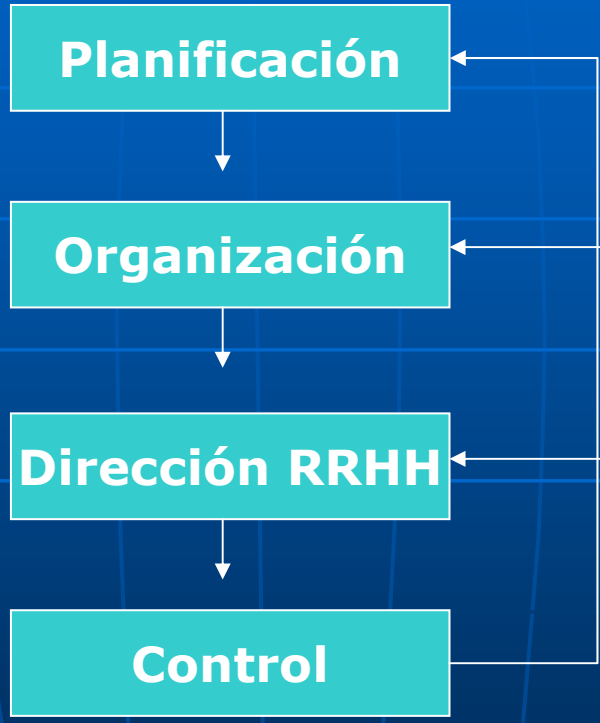 Planificación
Organización
Dirección RRHH
Control